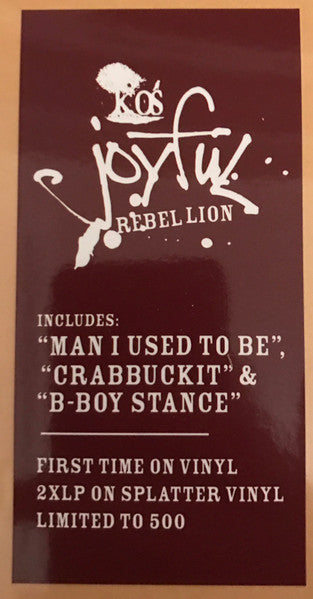 K-OS
joyful
REBELLION
INCLUDES:
"MAN I USED TO BE",
"CRABBUCKIT" &
"B-BOY STANCE"
FIRST TIME ON VINYL
2XLP ON SPLATTER VINYL
LIMITED TO 500